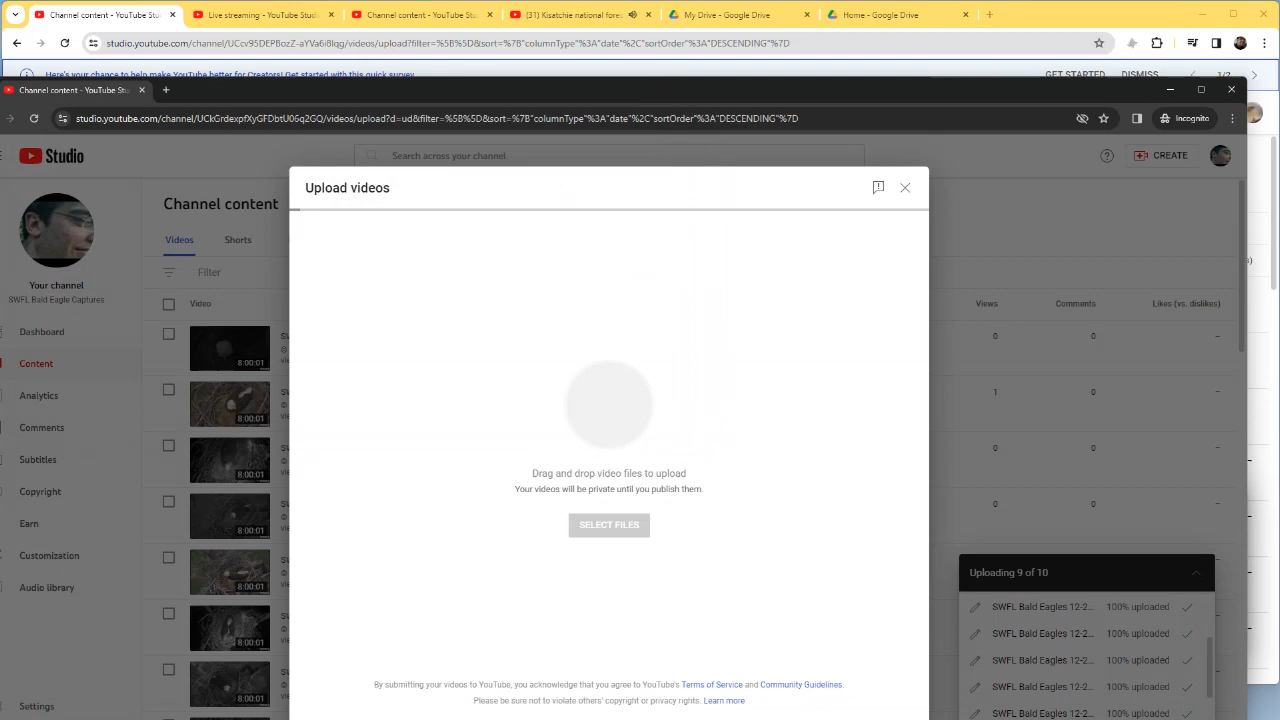 Live streaming - YouTube Studi
Content - YouTube Studi
(31) Kisatchie national fores
My Drive - Google Drive
Home - Google Drive
studio.youtube.com/channel/UCcv95DEPBozZ-aYVa6i8lqg/videos/upload?filter=%5B%5D&sort=%7B"columnType"%3A"date"%2C"sortOrder"%3A"DESCENDING"%7D
Here's your chance to help make YouTube better for Creators! Get started with this quick survey
GET STARTED
DISMISS
1/2
Channel content - YouTube Stu
studio.youtube.com/channel/UCkGrdexpfXyGFDbtU06q2GQ/videos/upload?d=ud&filter=%5B%5D&sort=%7B"columnType"%3A"date"%2C"sortOrder"%3A"DESCENDING"%7D
Incognito
Studio
Search across your channel
CREATE
Upload videos
Channel content
Videos
Shorts
Filter
Your channel
SWFL Bald Eagle Captures
Video
Views
Comments
Likes (vs. dislikes)
Dashboard
Content
Analytics
Comments
Subtitles
Copyright
Earn
Customization
Audio library
Settings
8:00:01
0
0
–
8:00:01
1
0
–
8:00:01
0
0
–
8:00:01
0
0
8:00:01
8:00:01
8:00:01
Drag and drop video files to upload
Your videos will be private until you publish them.
SELECT FILES
Uploading 9 of 10
SWFL Bald Eagles 12-2... 100% uploaded
SWFL Bald Eagles 12-2... 100% uploaded
SWFL Bald Eagles 12-2... 100% uploaded
SWFL Bald Eagles 12-2... 100% uploaded
SWFL Bald Eagles 12-2... 100% uploaded
By submitting your videos to YouTube, you acknowledge that you agree to YouTube's Terms of Service and Community Guidelines.
Please be sure not to violate others' copyright or privacy rights. Learn more